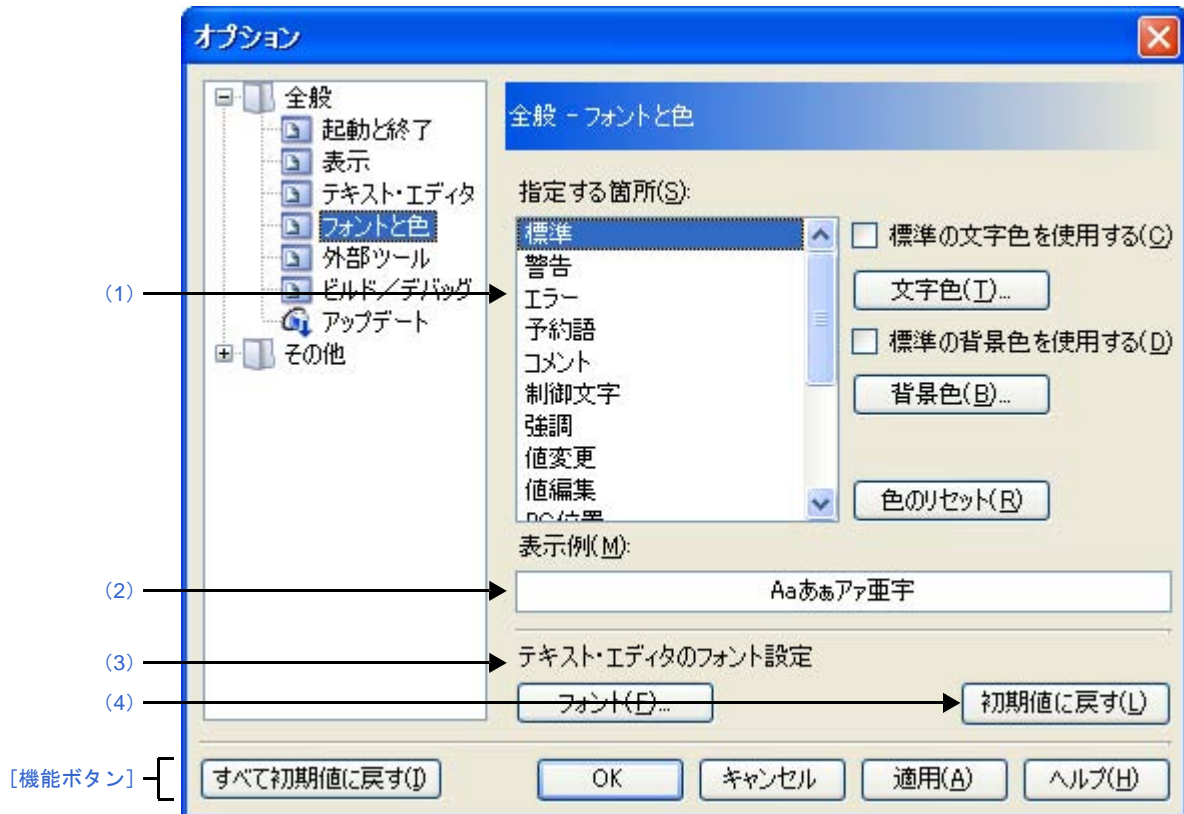 オプション
全般
起動と終了
表示
テキスト・エディタ
フォントと色
外部ツール
ビルド／デバッグ
アップデート
その他
全般 - フォントと色
指定する箇所(S):
標準
警告
エラー
予約語
コメント
制御文字
強調
値変更
値編集
PC位置
標準の文字色を使用する(C)
文字色(T)...
標準の背景色を使用する(D)
背景色(B)...
色のリセット(R)
表示例(M):
Aaあぁアァ亜宇
テキスト・エディタのフォント設定
フォント(F)...
初期値に戻す(L)
(1)
(2)
(3)
(4)
[機能ボタン]
すべて初期値に戻す(I)
OK
キャンセル
適用(A)
ヘルプ(H)